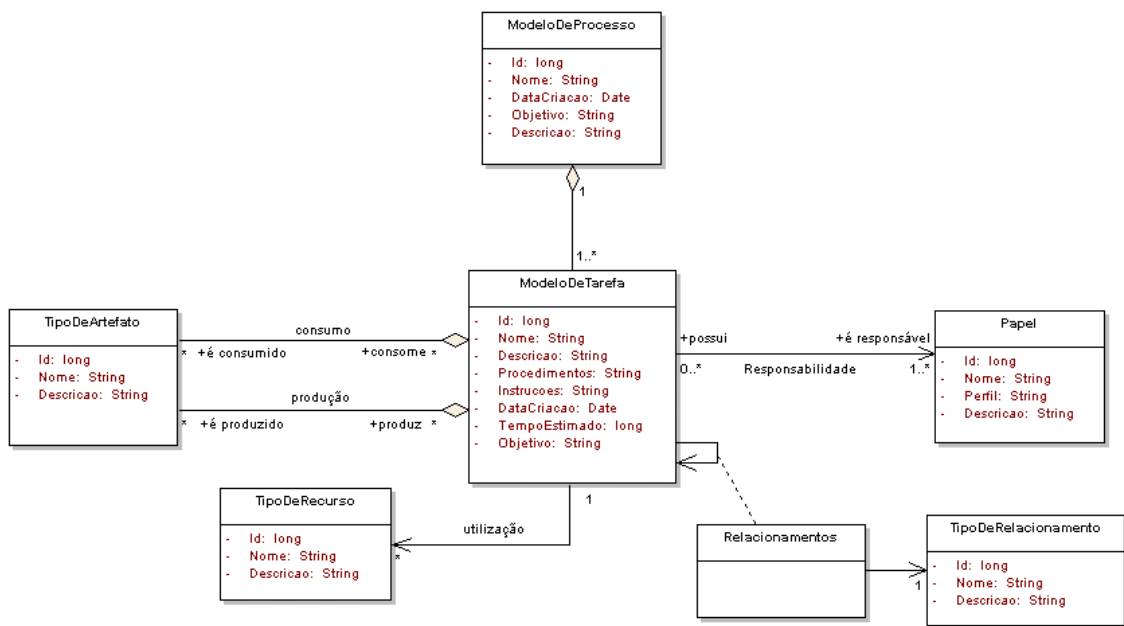 ModeloDeProcesso
- Id: long
- Nome: String
- DataCriacao: Date
- Objetivo: String
- Descricao: String
1
1..*
ModeloDeTarefa
- Id: long
- Nome: String
- Descricao: String
- Procedimentos: String
- Instrucoes: String
- DataCriacao: Date
- TempoEstimado: long
- Objetivo: String
TipoDeArtefato
- Id: long
- Nome: String
- Descricao: String
consumo
* +é consumido +consome *
produção
* +é produzido +produz *
+possui +é responsável
0..* Responsabilidade 1..*
Papel
- Id: long
- Nome: String
- Perfil: String
- Descricao: String
1
utilização
*
TipoDeRecurso
- Id: long
- Nome: String
- Descricao: String
Relacionamentos
1
TipoDeRelacionamento
- Id: long
- Nome: String
- Descricao: String